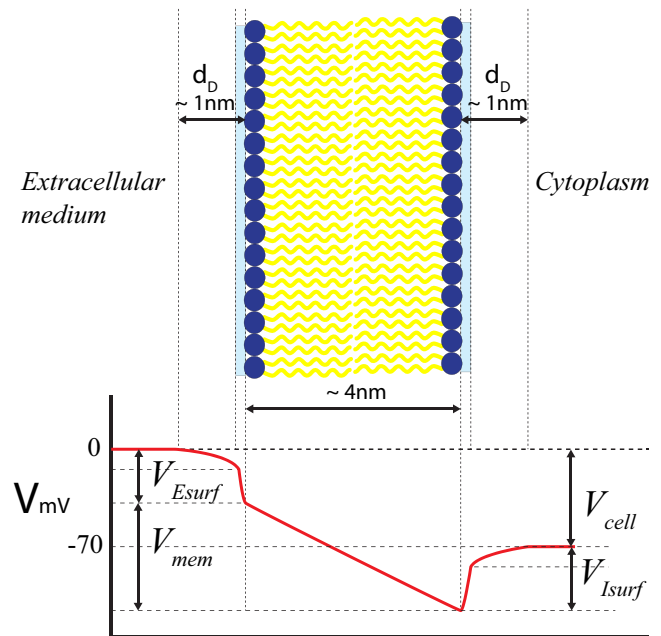 d_D
~ 1nm
d_D
~ 1nm
Extracellular
medium
Cytoplasm
~ 4nm
0
V_Esurf
V_mV
V_cell
-70
V_mem
V_Isurf